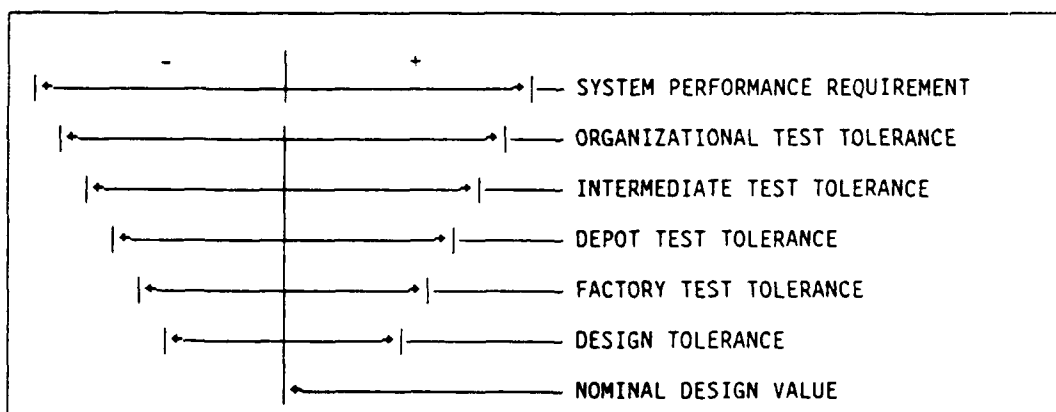 - +
SYSTEM PERFORMANCE REQUIREMENT
ORGANIZATIONAL TEST TOLERANCE
INTERMEDIATE TEST TOLERANCE
DEPOT TEST TOLERANCE
FACTORY TEST TOLERANCE
DESIGN TOLERANCE
NOMINAL DESIGN VALUE